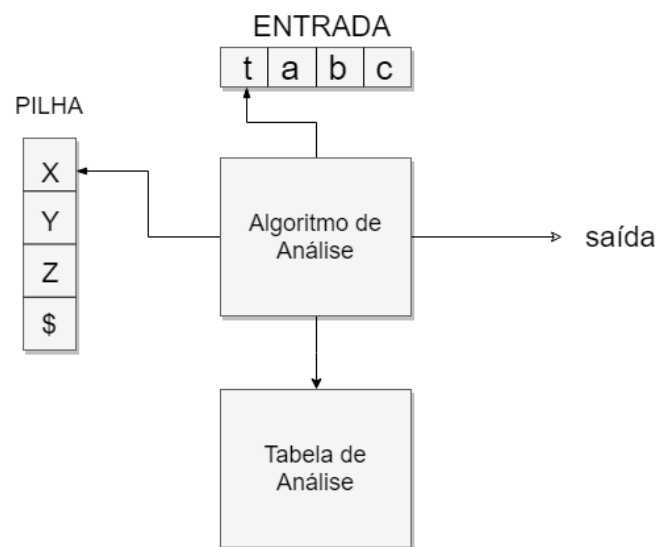 ENTRADA
t a b c
PILHA
X
Y
Z
$
Algoritmo de
Análise
saída
Tabela de
Análise